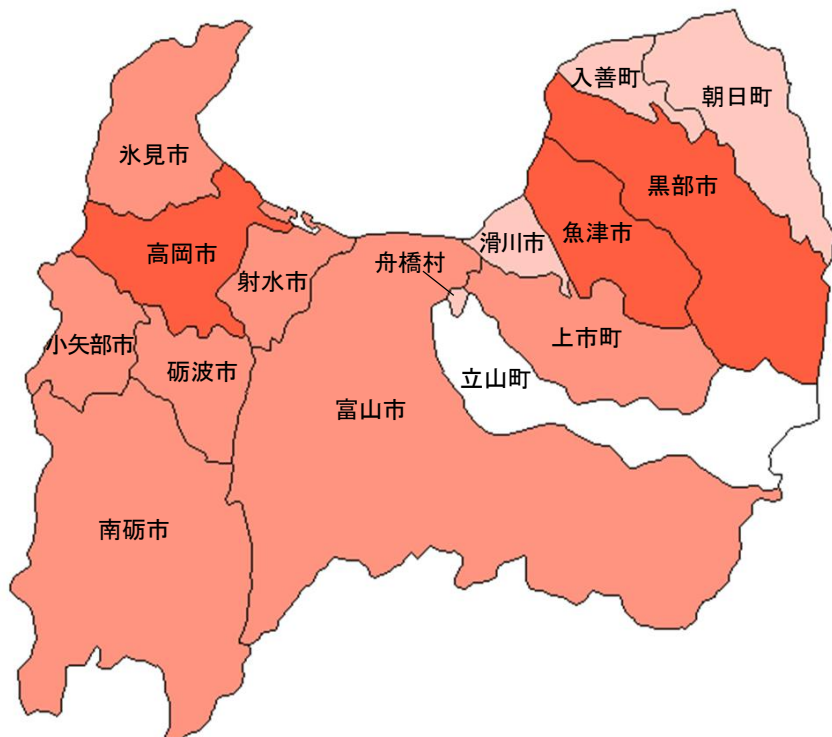 入善町
朝日町
氷見市
黒部市
魚津市
滑川市
高岡市
舟橋村
射水市
上市町
小矢部市
砺波市
立山町
富山市
南砺市